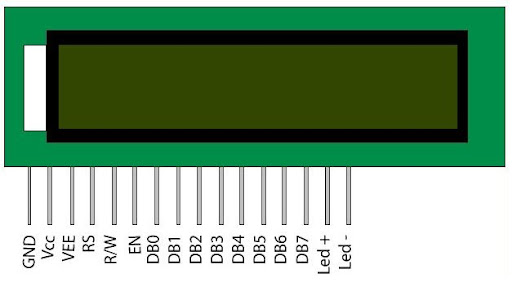 GND
Vcc
VEE
RS
R/W
EN
DB0
DB1
DB2
DB3
DB4
DB5
DB6
DB7
Led +
Led -